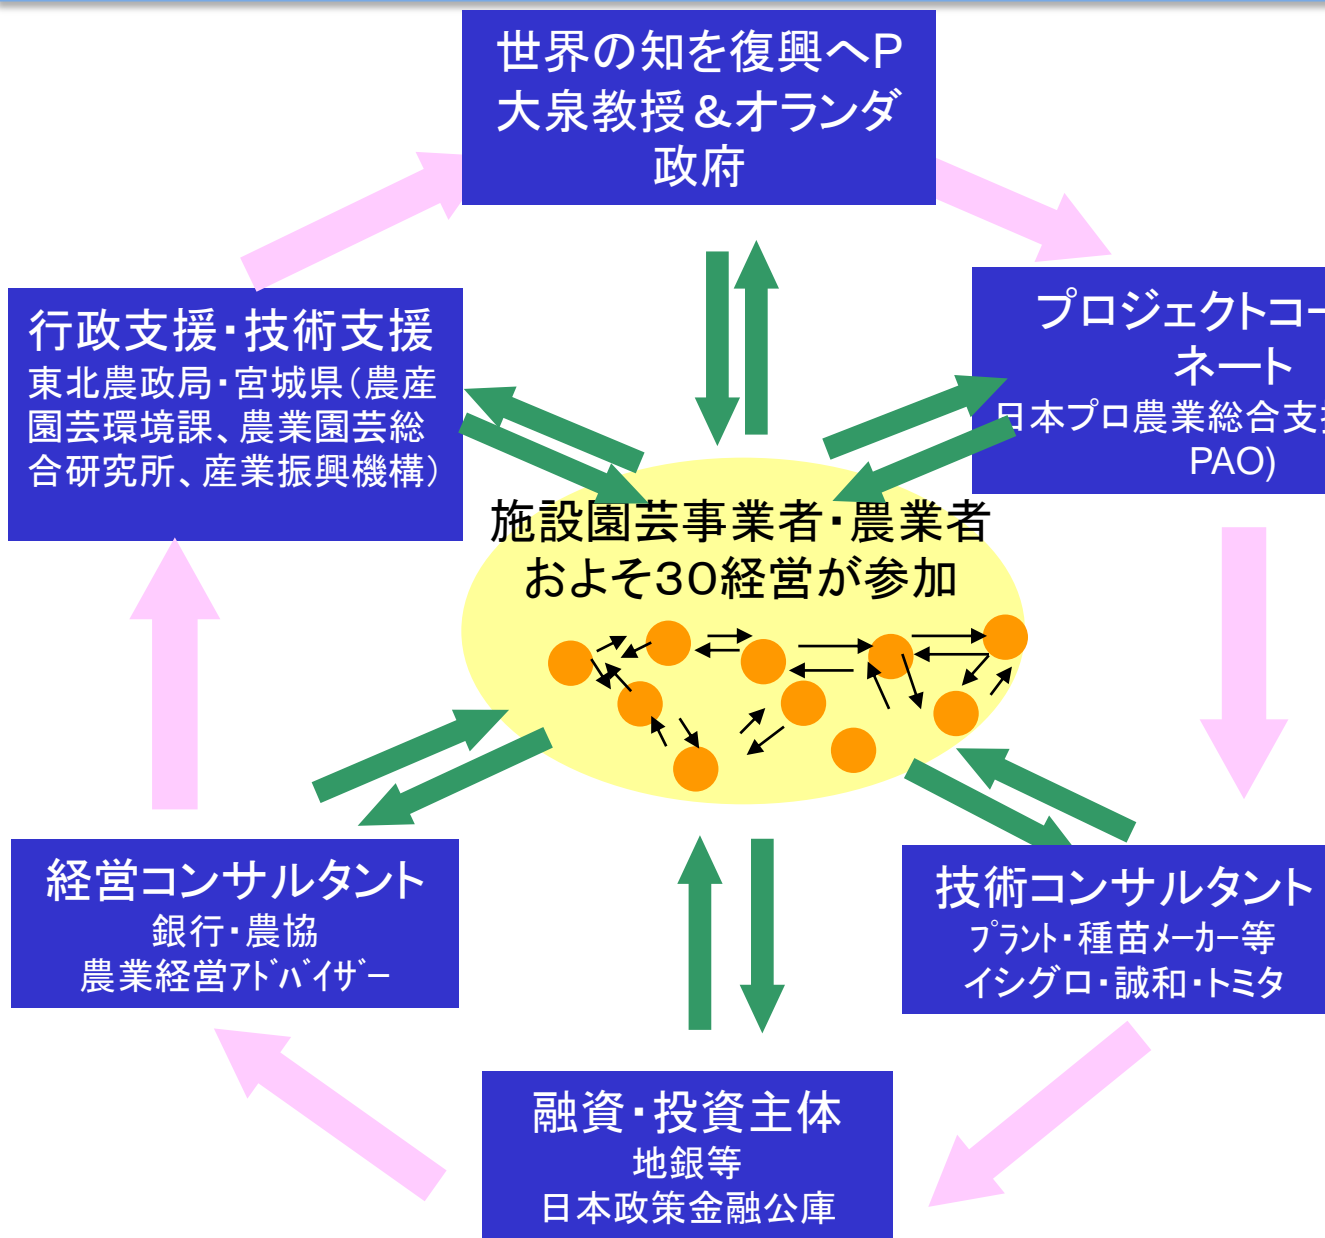 世界の知を復興へP
大泉教授＆オランダ
政府
行政支援・技術支援
東北農政局・宮城県（農産
園芸環境課、農業園芸総
合研究所、産業振興機構）
プロジェクトコー
ネート
日本プロ農業総合支
PAO)
施設園芸事業者・農業者
およそ３０経営が参加
経営コンサルタント
銀行・農協
農業経営ｱﾄﾞﾊﾞｲｻﾞｰ
技術コンサルタント
ﾌﾟﾗﾝﾄ・種苗ﾒｰｶｰ等
イシグロ・誠和・トミタ
融資・投資主体
地銀等
日本政策金融公庫